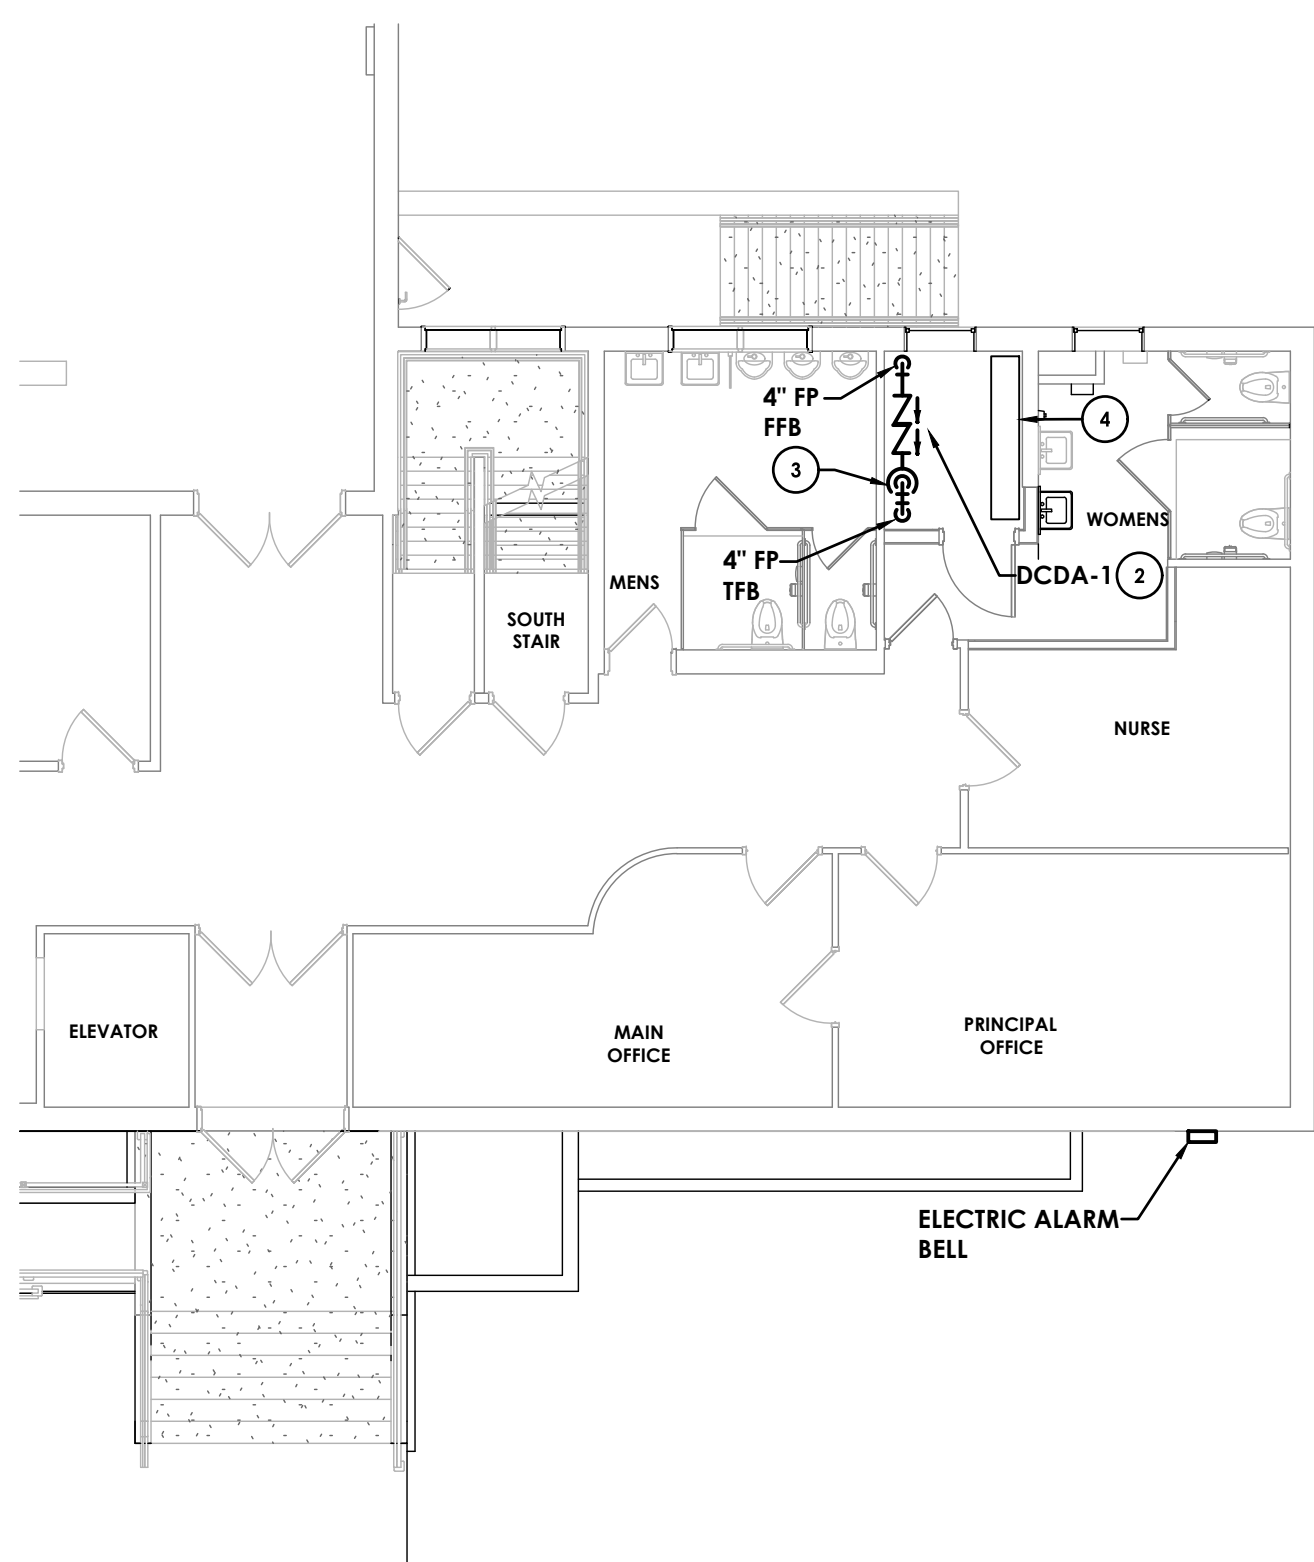 4" FP
FFB
4
3
WOMENS
4" FP
TFB
DCDA-1 2
MENS
SOUTH
STAIR
NURSE
ELEVATOR
MAIN
OFFICE
PRINCIPAL
OFFICE
ELECTRIC ALARM
BELL